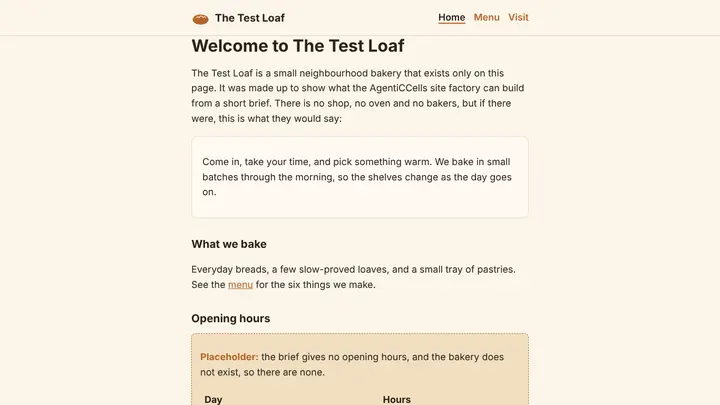 The Test Loaf
Home Menu Visit
Welcome to The Test Loaf
The Test Loaf is a small neighbourhood bakery that exists only on this
page. It was made up to show what the AgentiCCells site factory can build
from a short brief. There is no shop, no oven and no bakers, but if there
were, this is what they would say:
Come in, take your time, and pick something warm. We bake in small
batches through the morning, so the shelves change as the day goes
on.
What we bake
Everyday breads, a few slow-proved loaves, and a small tray of pastries.
See the menu for the six things we make.
Opening hours
Placeholder: the brief gives no opening hours, and the bakery does
not exist, so there are none.
Day Hours